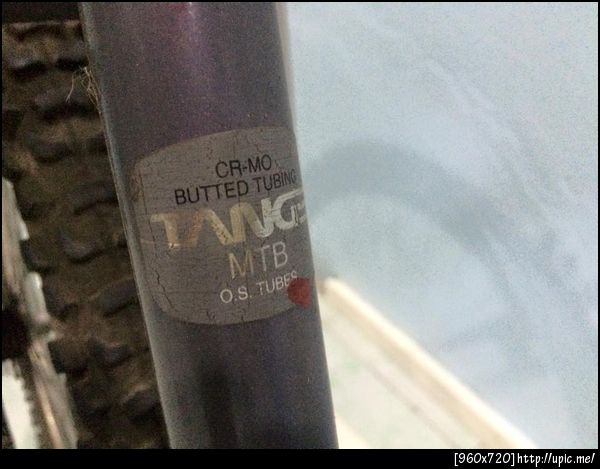 CR-MO
BUTTED TUBING
TANGE
MTB
O.S. TUBES
[960x720]http://upic.me/